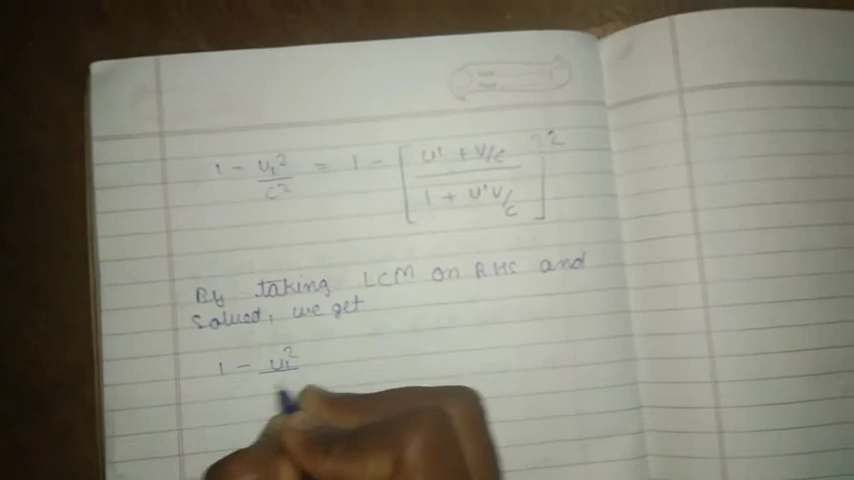 1 - u₁²/c² = 1 - [(u' + v/c)/(1 + u'v/c)]²
By taking LCM on RHS and
solved, we get
1 - u₁²